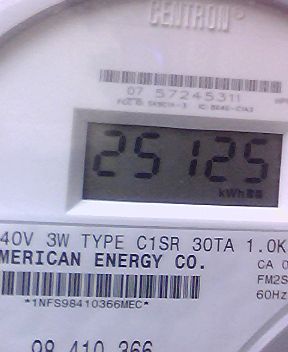 CENTRON®
07 57245311
25125
kWh
40V 3W TYPE C1SR 30TA 1.0K
MERICAN ENERGY CO.
CA 0
FM2S
60Hz
*1NFS98410366MEC*
98 410 366